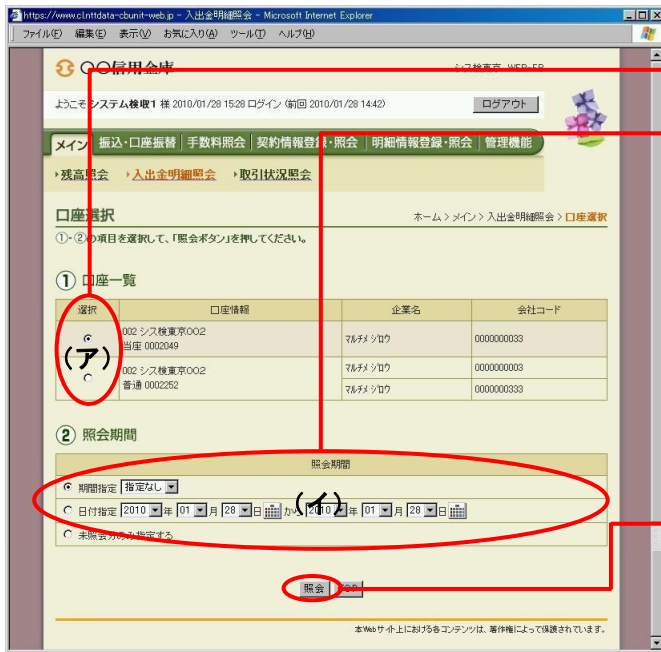 https://www.clnttdata-cbunit-web.jp - 入出金明細照会 - Microsoft Internet Explorer
ファイル(F) 編集(E) 表示(V) お気に入り(A) ツール(T) ヘルプ(H)
〇〇信用金庫
ようこそ システム検収1 様 2010/01/28 15:28 ログイン (前回 2010/01/28 14:42)
ログアウト
メイン 振込・口座振替 手数料照会 契約情報登録・照会 明細情報登録・照会 管理機能
残高照会 入出金明細照会 取引状況照会
口座選択
ホーム > メイン > 入出金明細照会 > 口座選択
①・②の項目を選択して、「照会ボタン」を押してください。
① 口座一覧
選択 口座情報 企業名 会社コード
002 シス検東京〇〇2
当座 0002049
マルチメ ジロウ 0000000033
(ア)
002 シス検東京〇〇2
普通 0002252
マルチメ ジロウ 0000000003
マルチメ ジロウ 0000000333
② 照会期間
照会期間
期間指定 指定なし
日付指定 2010 年 01 月 28 日 から 2010 年 01 月 28 日
(イ)
未照会分のみ指定する
照会 TOP
本Webサイト上における各コンテンツは、著作権によって保護されています。